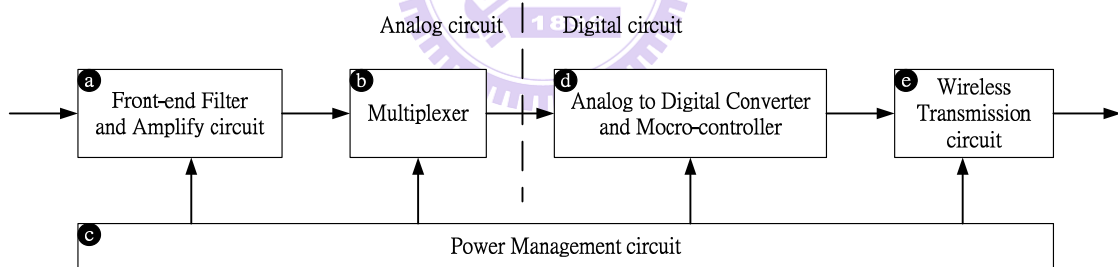 Analog circuit
Digital circuit
a
Front-end Filter
and Amplify circuit
b
Multiplexer
d
Analog to Digital Converter
and Mocro-controller
e
Wireless
Transmission
circuit
c
Power Management circuit